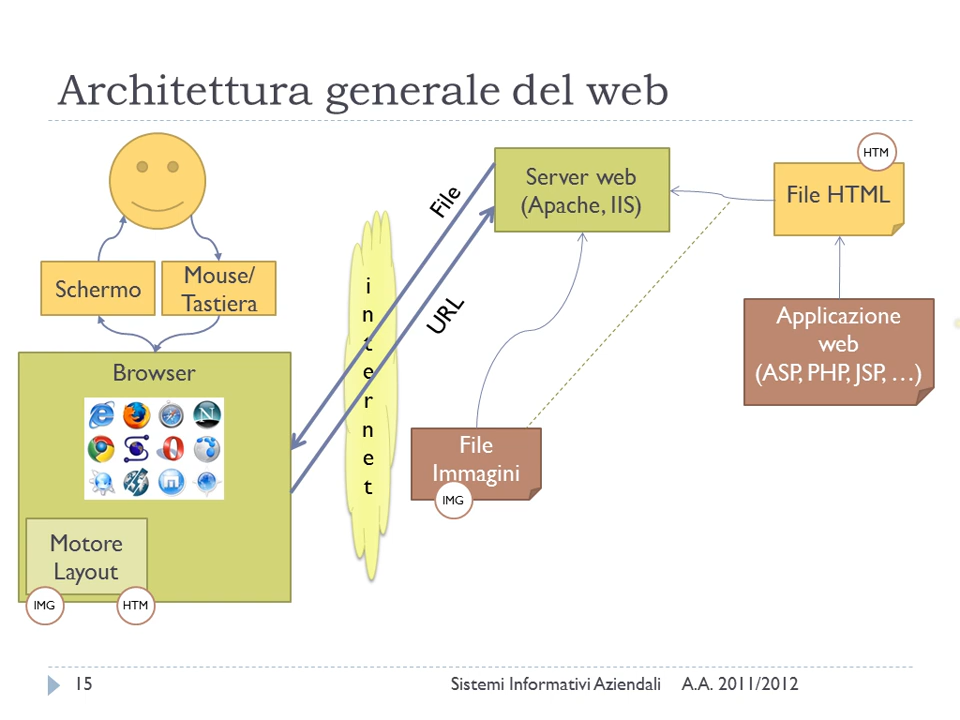 Architettura generale del web
HTM
File HTML
Server web
(Apache, IIS)
File
URL
Schermo
Mouse/
Tastiera
i
n
t
e
r
n
e
t
Applicazione
web
(ASP, PHP, JSP, …)
Browser
File
Immagini
IMG
Motore
Layout
IMG
HTM
15
Sistemi Informativi Aziendali A.A. 2011/2012